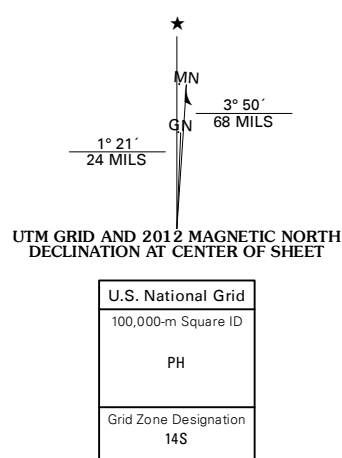 ★
MN
3° 50´
68 MILS
GN
1° 21´
24 MILS
UTM GRID AND 2012 MAGNETIC NORTH
DECLINATION AT CENTER OF SHEET
U.S. National Grid
100,000-m Square ID
PH
Grid Zone Designation
14S